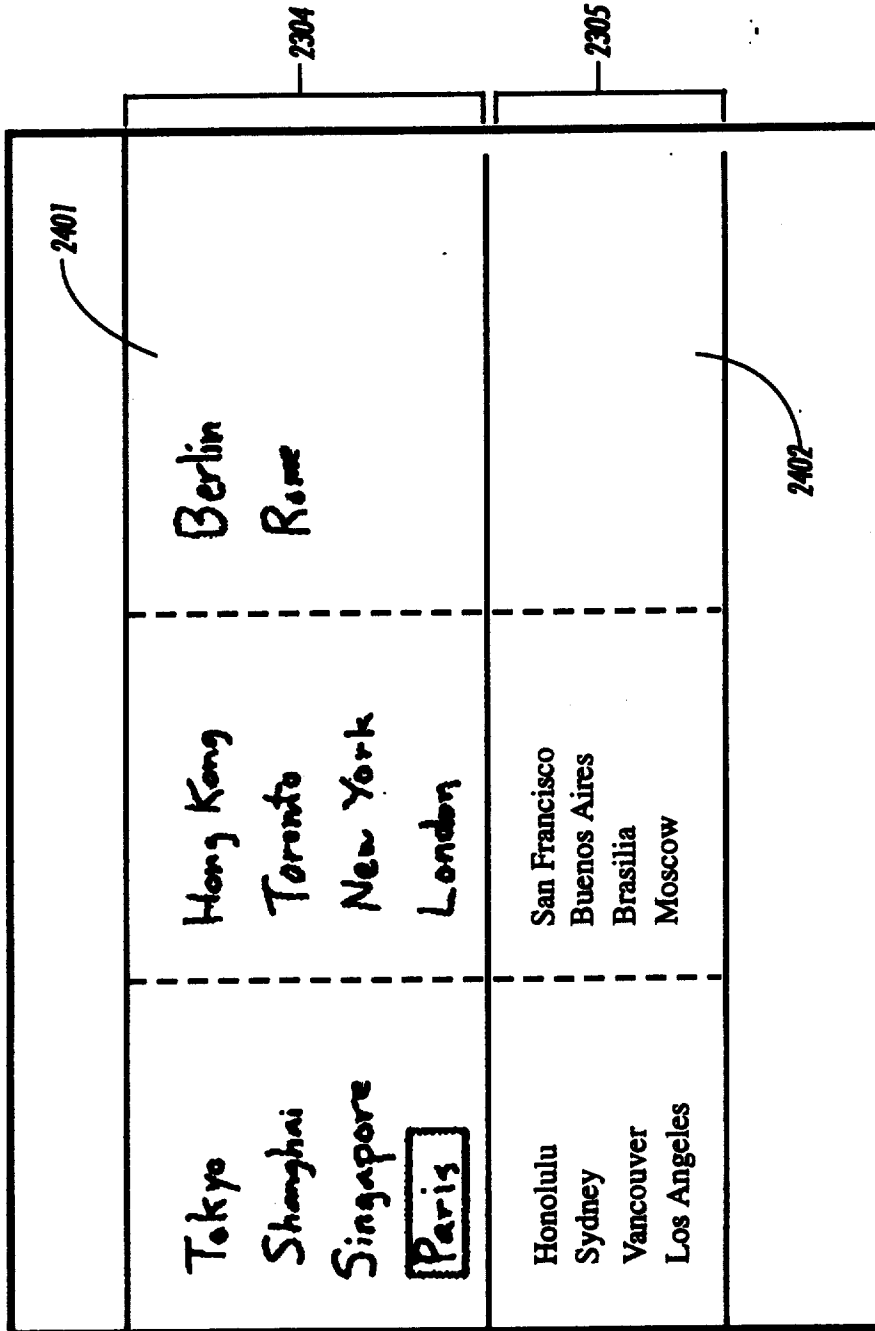 2401
2304
Tokyo
Shanghai
Singapore
Paris
Hong Kong
Toronto
New York
London
Berlin
Rome
2305
Honolulu
Sydney
Vancouver
Los Angeles
San Francisco
Buenos Aires
Brasilia
Moscow
2402